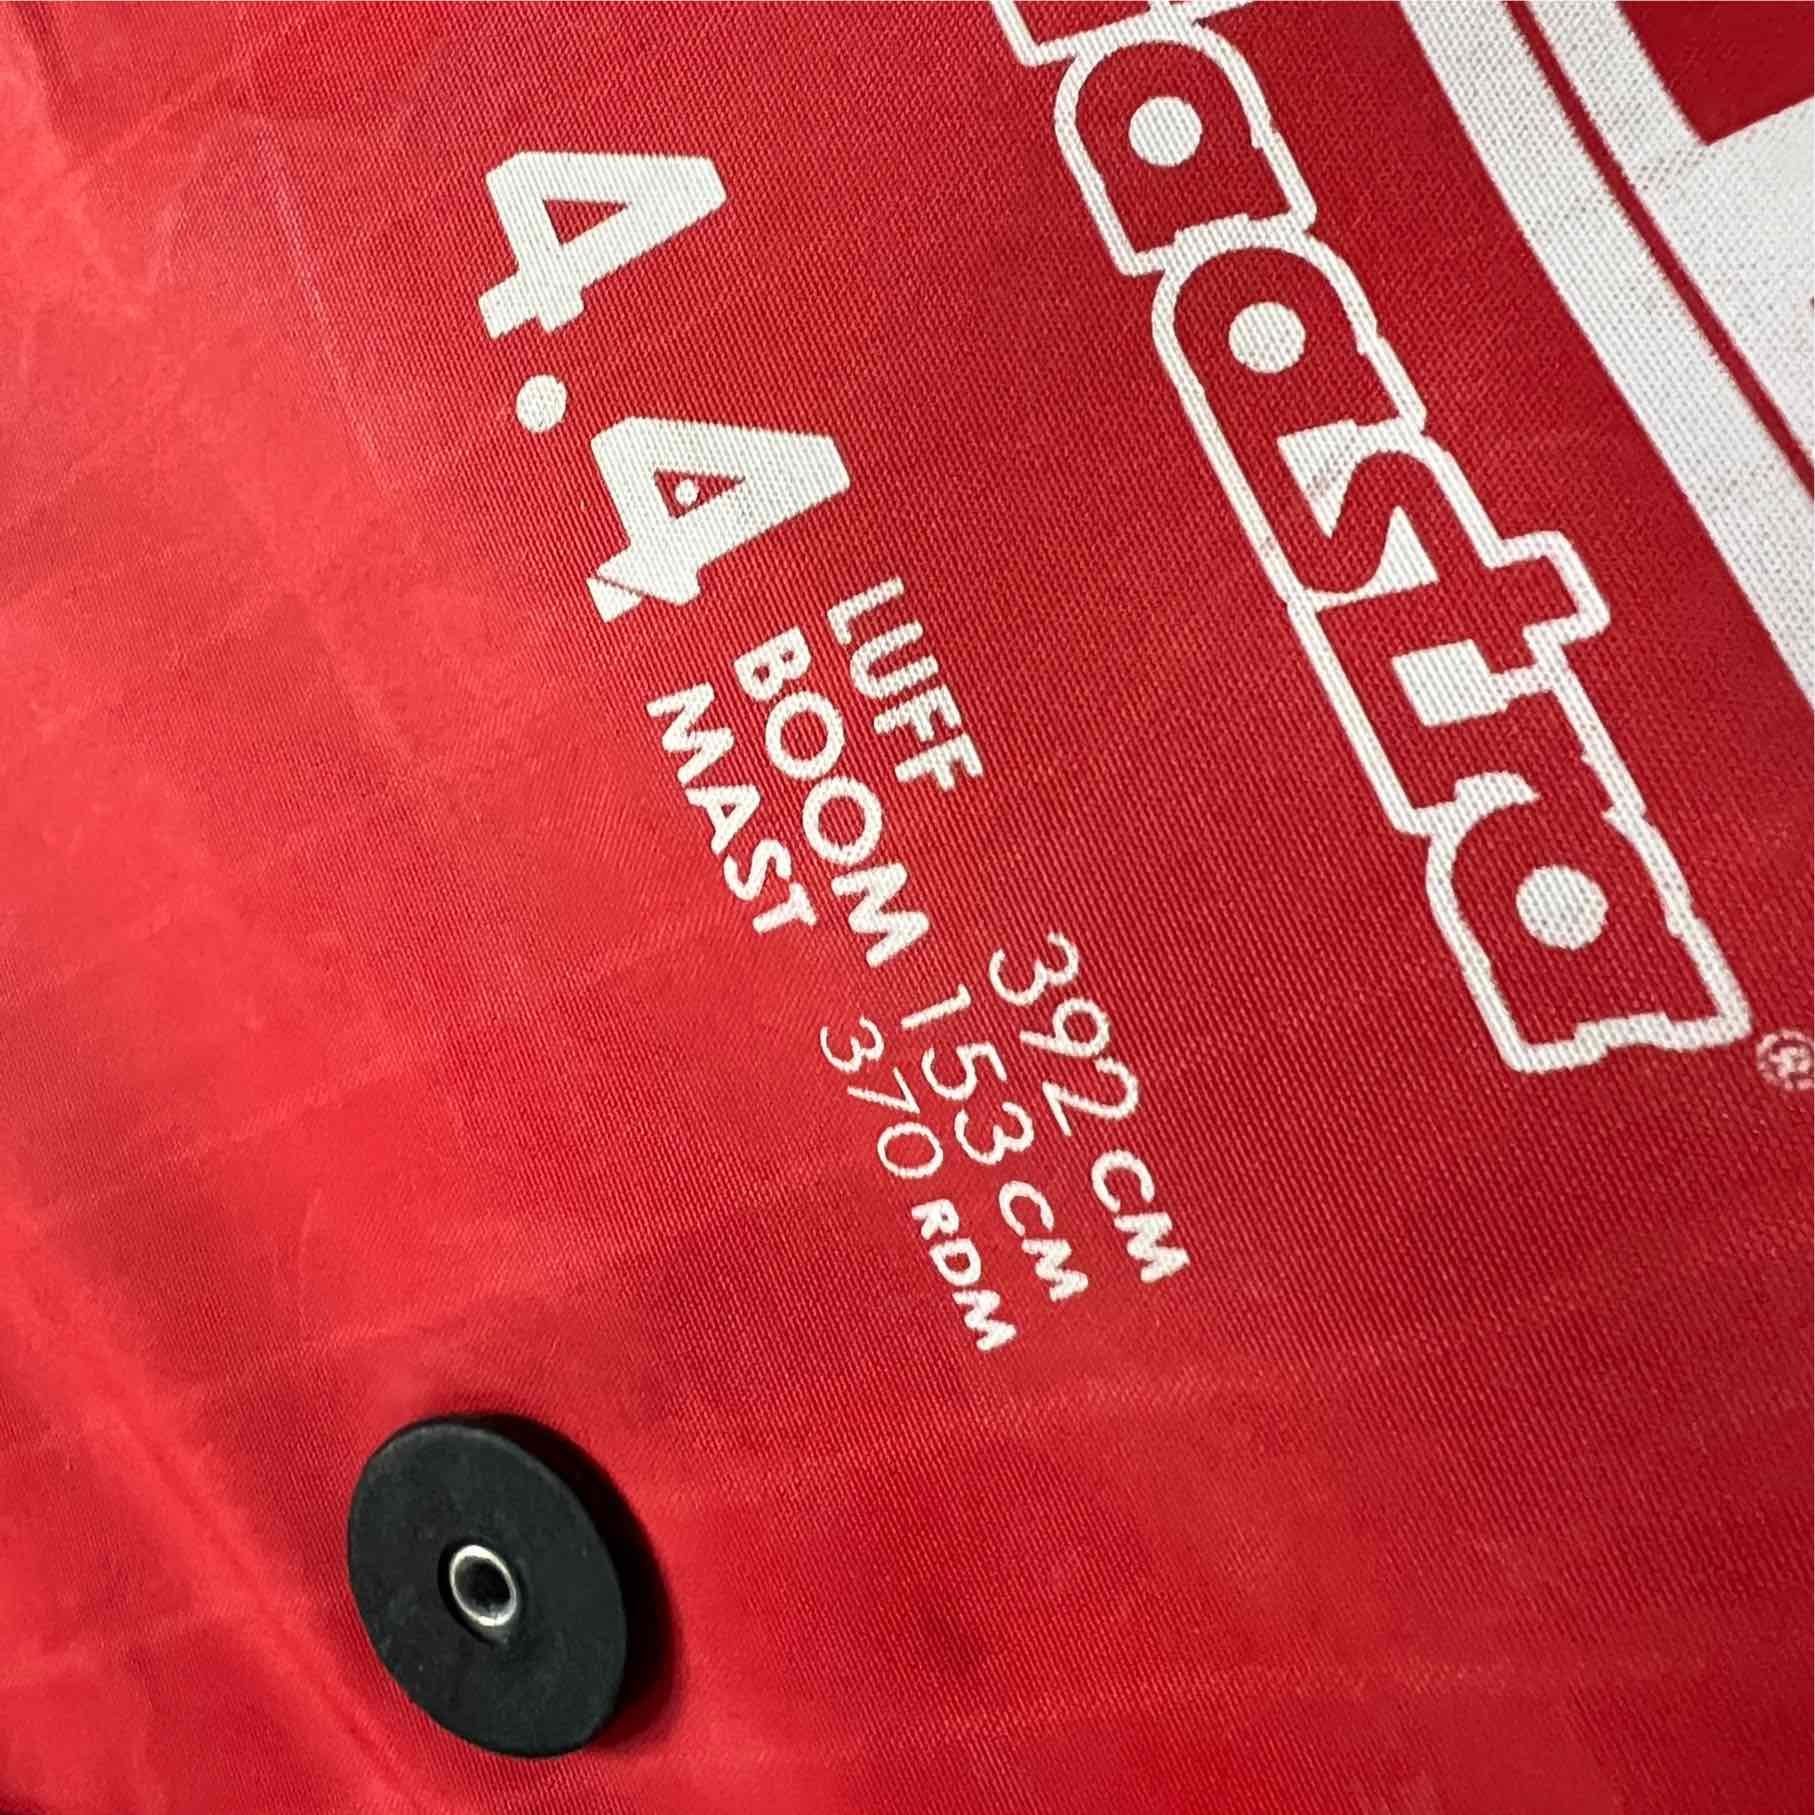 4.4
LUFF 392 CM
BOOM 153 CM
MAST 370 RDM
®